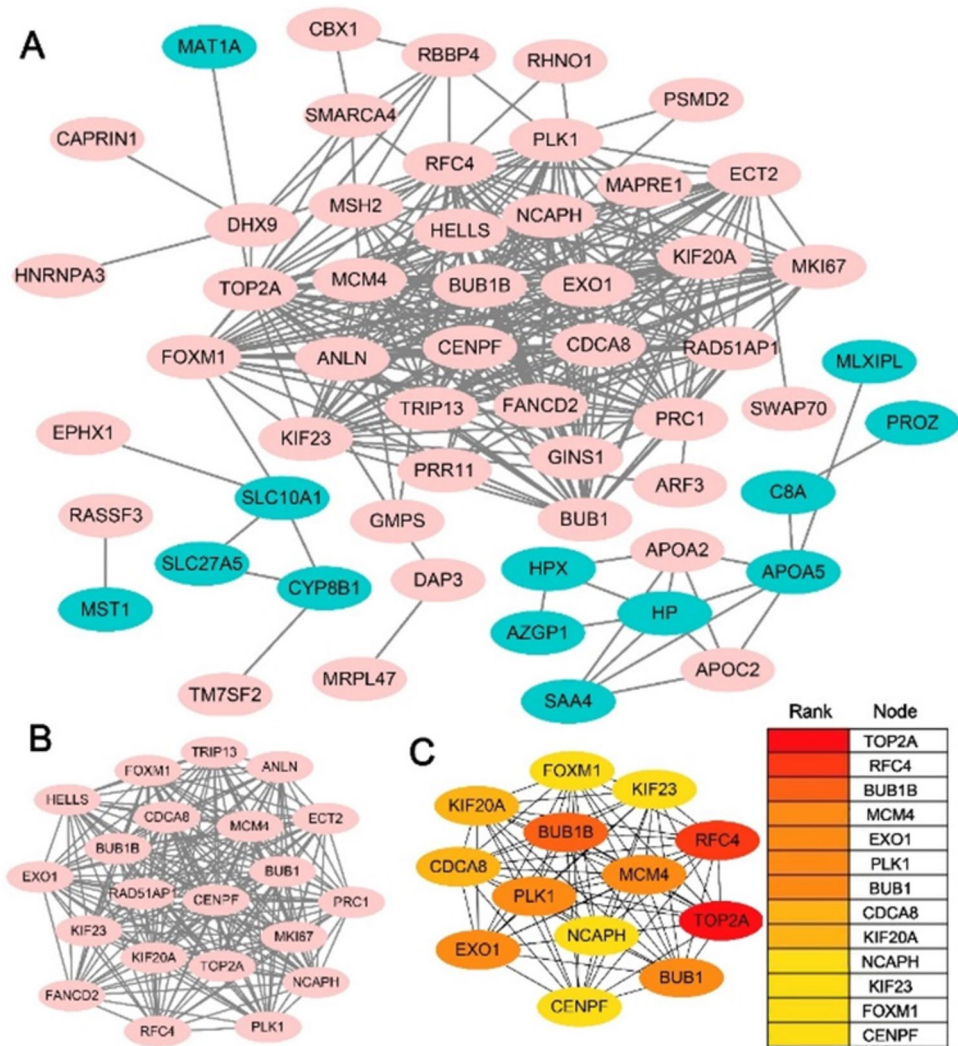 A
MAT1A
CBX1
RBBP4
RHNO1
PSMD2
CAPRIN1
SMARCA4
RFC4
PLK1
MAPRE1
ECT2
DHX9
MSH2
NCAPH
HELLS
HNRNPA3
TOP2A
MCM4
BUB1B
EXO1
KIF20A
MKI67
FOXM1
ANLN
CENPF
CDCA8
RAD51AP1
MLXIPL
TRIP13
FANCD2
PRC1
SWAP70
PROZ
EPHX1
KIF23
PRR11
GINS1
ARF3
C8A
SLC10A1
RASSF3
GMPS
BUB1
APOA2
SLC27A5
CYP8B1
DAP3
HPX
APOA5
MST1
AZGP1
HP
TM7SF2
MRPL47
SAA4
APOC2
B
TRIP13
FOXM1
ANLN
HELLS
CDCA8
MCM4
ECT2
BUB1B
EXO1
BUB1
RAD51AP1
CENPF
PRC1
KIF23
MKI67
KIF20A
TOP2A
NCAPH
FANCD2
RFC4
PLK1
C
FOXM1
KIF23
KIF20A
BUB1B
RFC4
CDCA8
MCM4
PLK1
TOP2A
NCAPH
EXO1
BUB1
CENPF
Rank Node
TOP2A
RFC4
BUB1B
MCM4
EXO1
PLK1
BUB1
CDCA8
KIF20A
NCAPH
KIF23
FOXM1
CENPF